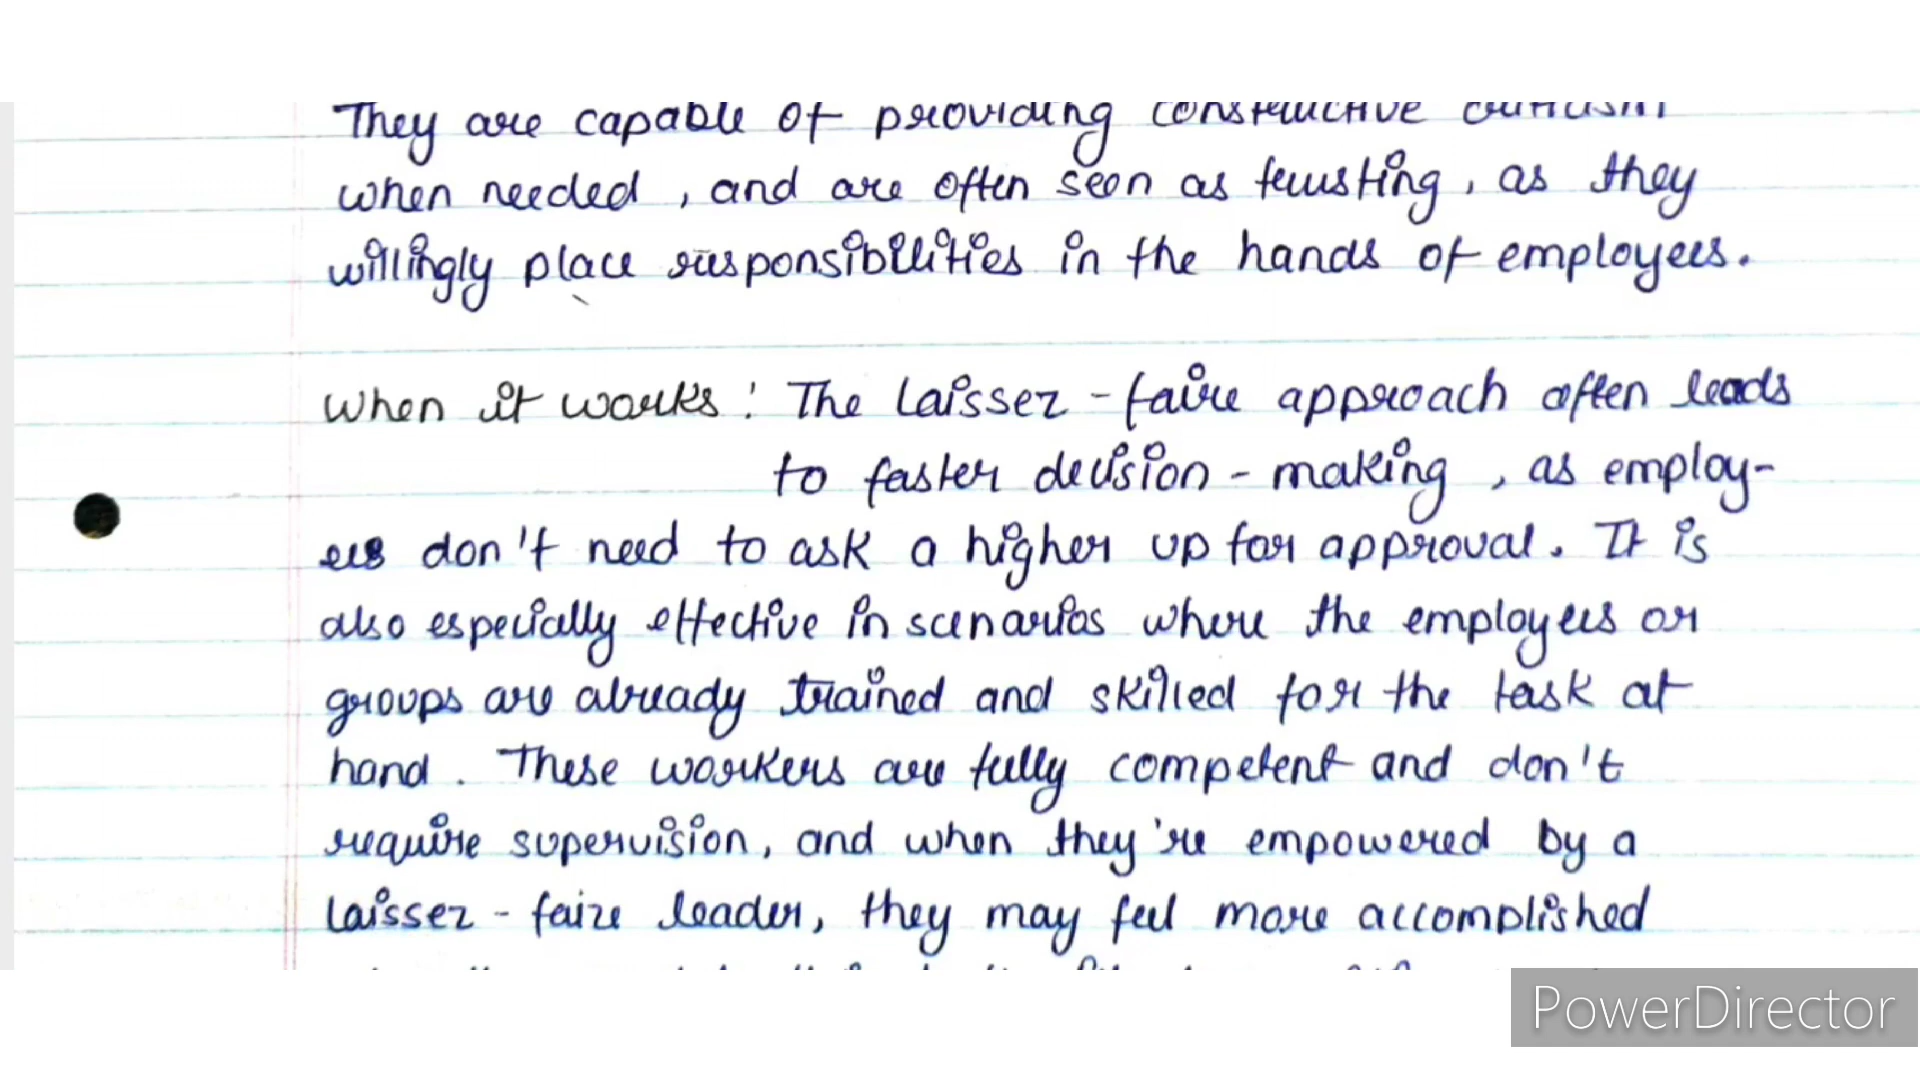 They are capable of providing constructive criticism
when needed, and are often seen as trusting, as they
willingly place responsibilities in the hands of employees.
When it works: The Laissez-faire approach often leads
to faster decision-making, as employ-
ees don't need to ask a higher up for approval. It is
also especially effective in scenarios where the employees or
groups are already trained and skilled for the task at
hand. These workers are fully competent and don't
require supervision, and when they're empowered by a
Laissez-faire leader, they may feel more accomplished
PowerDirector